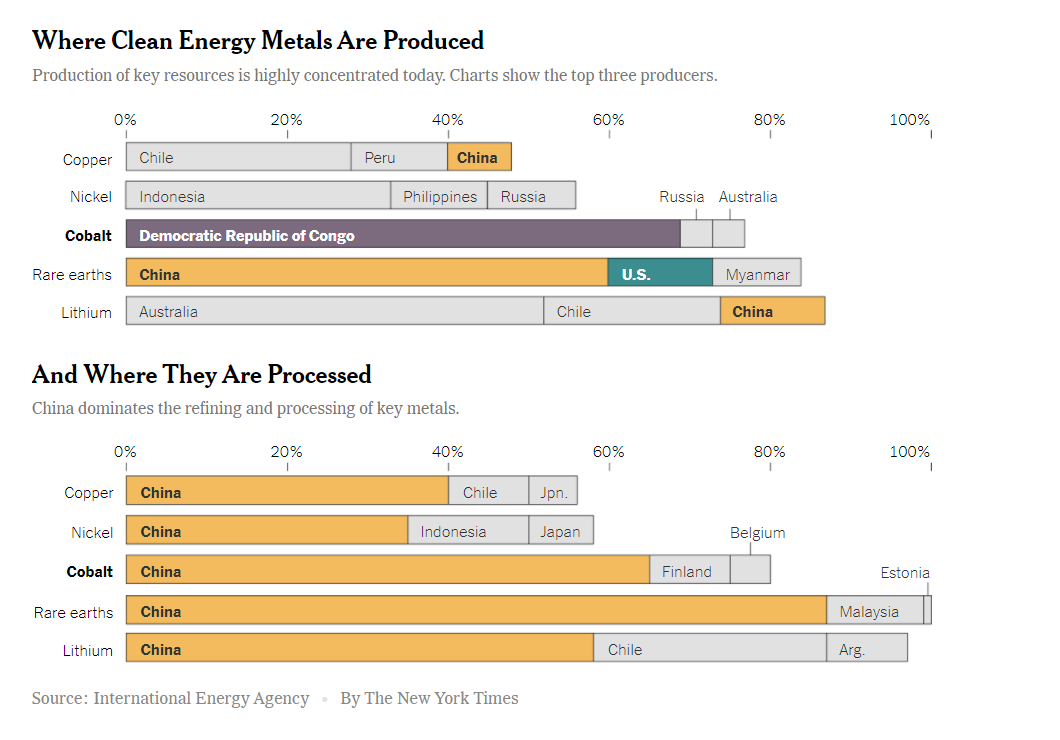 Where Clean Energy Metals Are Produced
Production of key resources is highly concentrated today. Charts show the top three producers.
0% 20% 40% 60% 80% 100%
Copper Chile Peru China
Nickel Indonesia Philippines Russia Russia Australia
Cobalt Democratic Republic of Congo
Rare earths China U.S. Myanmar
Lithium Australia Chile China
And Where They Are Processed
China dominates the refining and processing of key metals.
0% 20% 40% 60% 80% 100%
Copper China Chile Jpn.
Nickel China Indonesia Japan Belgium
Cobalt China Finland Estonia
Rare earths China Malaysia
Lithium China Chile Arg.
Source: International Energy Agency • By The New York Times